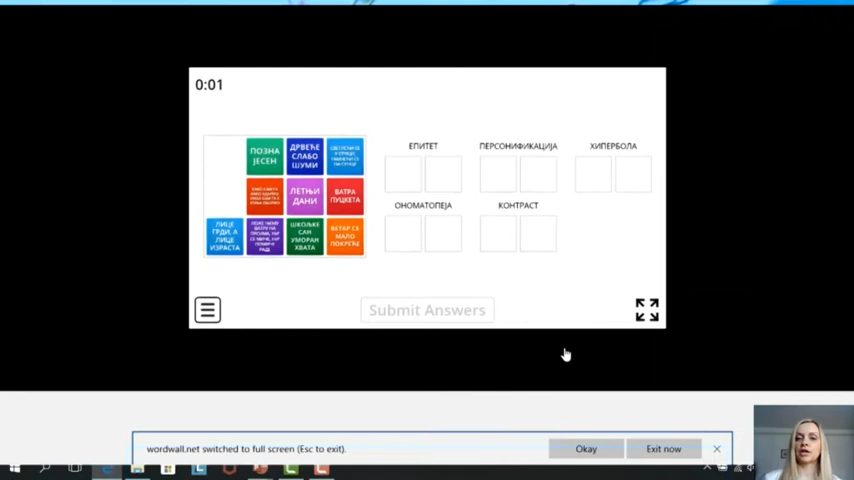 0:01
ПОЗНА
ЈЕСЕН
ДРВЕЋЕ
СЛАБО
ШУМИ
ЛЕТЊИ
ДАНИ
ВАТРА
ПУЦКЕТА
ЛИЦЕ
ГРДИ, А
ЛИЦЕ
ИЗРАСТА
ШКОЉКЕ
САН
УМОРАН
ХВАТА
ВЕТАР СЕ
МАЛО
ПОКРЕЋЕ
ЕПИТЕТ
ПЕРСОНИФИКАЦИЈА
ХИПЕРБОЛА
ОНОМАТОПЕЈА
КОНТРАСТ
Submit Answers
wordwall.net switched to full screen (Esc to exit).
Okay
Exit now